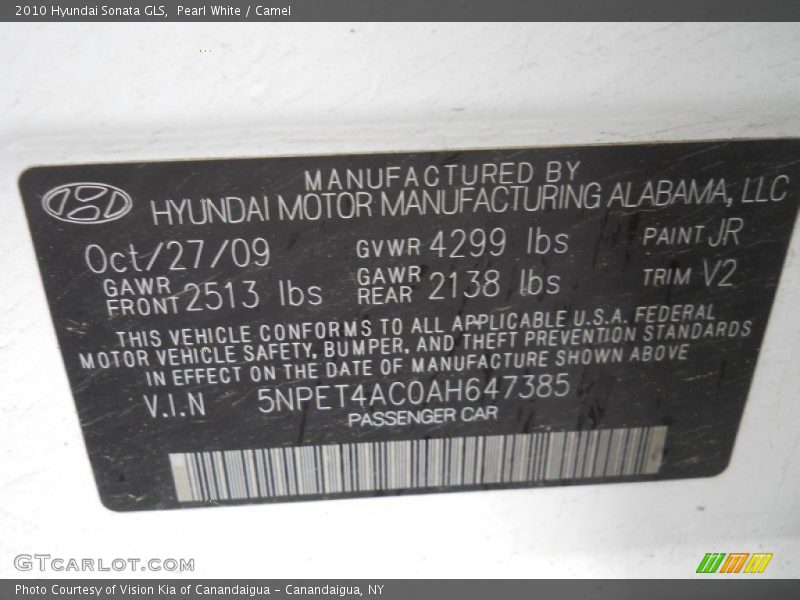 2010 Hyundai Sonata GLS,  Pearl White / Camel
MANUFACTURED BY
HYUNDAI MOTOR MANUFACTURING ALABAMA, LLC
Oct/27/09 GVWR 4299 lbs PAINT JR
GAWR FRONT 2513 lbs GAWR REAR 2138 lbs TRIM V2
THIS VEHICLE CONFORMS TO ALL APPLICABLE U.S.A. FEDERAL
MOTOR VEHICLE SAFETY, BUMPER, AND THEFT PREVENTION STANDARDS
IN EFFECT ON THE DATE OF MANUFACTURE SHOWN ABOVE
V.I.N 5NPET4AC0AH647385
PASSENGER CAR
GTCARLOT.COM
Photo Courtesy of Vision Kia of Canandaigua - Canandaigua, NY